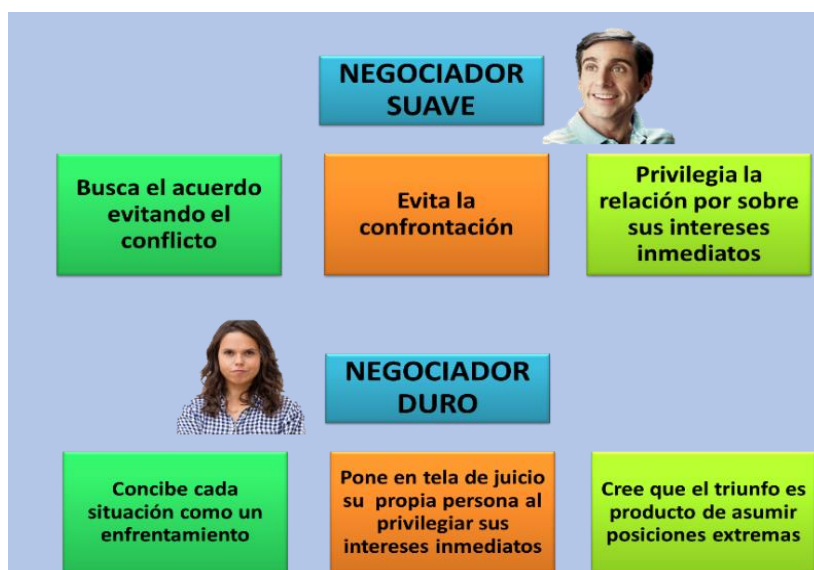 NEGOCIADOR
SUAVE
Busca el acuerdo
evitando el
conflicto
Evita la
confrontación
Privilegia la
relación por sobre
sus intereses
inmediatos
NEGOCIADOR
DURO
Concibe cada
situación como un
enfrentamiento
Pone en tela de juicio
su propia persona al
privilegiar sus
intereses inmediatos
Cree que el triunfo es
producto de asumir
posiciones extremas